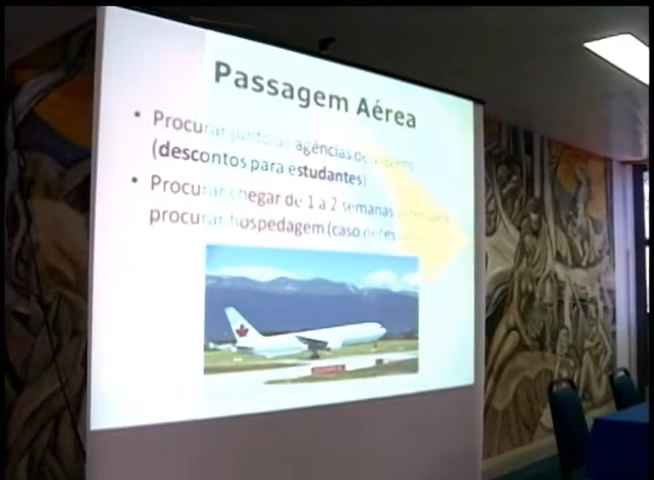 Passagem Aérea
• Procurar junto às agências de
(descontos para estudantes)
• Procurar chegar de 1 a 2 semanas
procurar hospedagem (caso